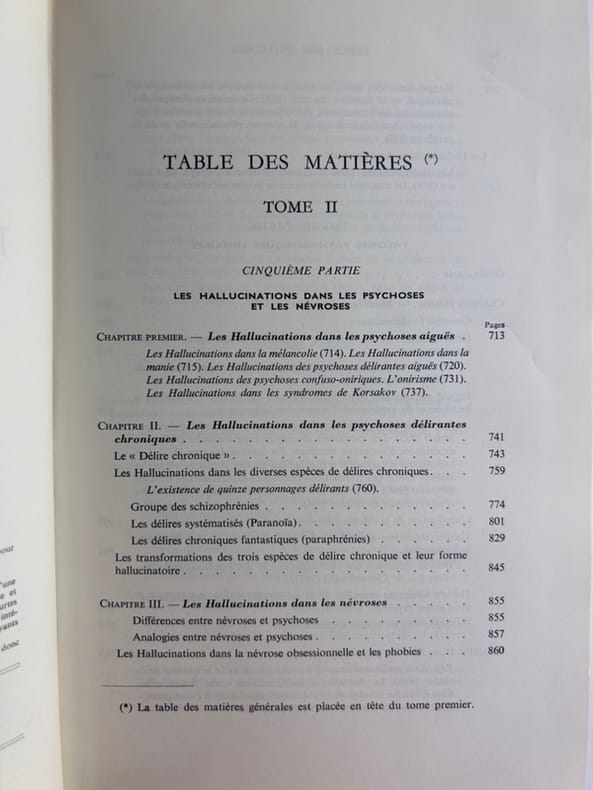 TABLE DES MATIÈRES (*)
TOME II
CINQUIÈME PARTIE
LES HALLUCINATIONS DANS LES PSYCHOSES
ET LES NÉVROSES
Pages
CHAPITRE PREMIER. — Les Hallucinations dans les psychoses aiguës . 713
Les Hallucinations dans la mélancolie (714). Les Hallucinations dans la
manie (715). Les Hallucinations des psychoses délirantes aiguës (720).
Les Hallucinations des psychoses confuso-oniriques. L'onirisme (731).
Les Hallucinations dans les syndromes de Korsakov (737).
CHAPITRE II. — Les Hallucinations dans les psychoses délirantes
chroniques . . . . . . . . . . . . . . . . . . 741
Le « Délire chronique » . . . . . . . . . . . . . . . 743
Les Hallucinations dans les diverses espèces de délires chroniques. . . 759
L'existence de quinze personnages délirants (760).
Groupe des schizophrénies . . . . . . . . . . . . . 774
Les délires systématisés (Paranoïa). . . . . . . . . . . 801
Les délires chroniques fantastiques (paraphrénies) . . . . . . 829
Les transformations des trois espèces de délire chronique et leur forme
hallucinatoire . . . . . . . . . . . . . . . . . . 845
CHAPITRE III. — Les Hallucinations dans les névroses . . . . . 855
Différences entre névroses et psychoses . . . . . . . . . 855
Analogies entre névroses et psychoses . . . . . . . . . . 857
Les Hallucinations dans la névrose obsessionnelle et les phobies . . . 860
(*) La table des matières générales est placée en tête du tome premier.
pour
d'une
et
inté-
donc